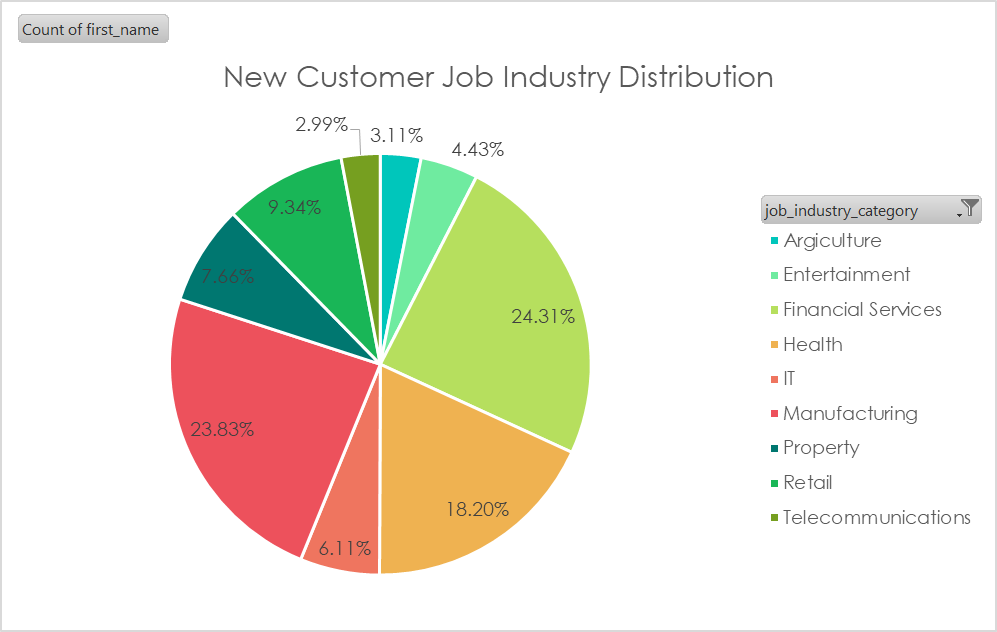 Count of first_name
New Customer Job Industry Distribution
2.99%
3.11%
4.43%
9.34%
7.66%
24.31%
23.83%
18.20%
6.11%
job_industry_category
Argiculture
Entertainment
Financial Services
Health
IT
Manufacturing
Property
Retail
Telecommunications